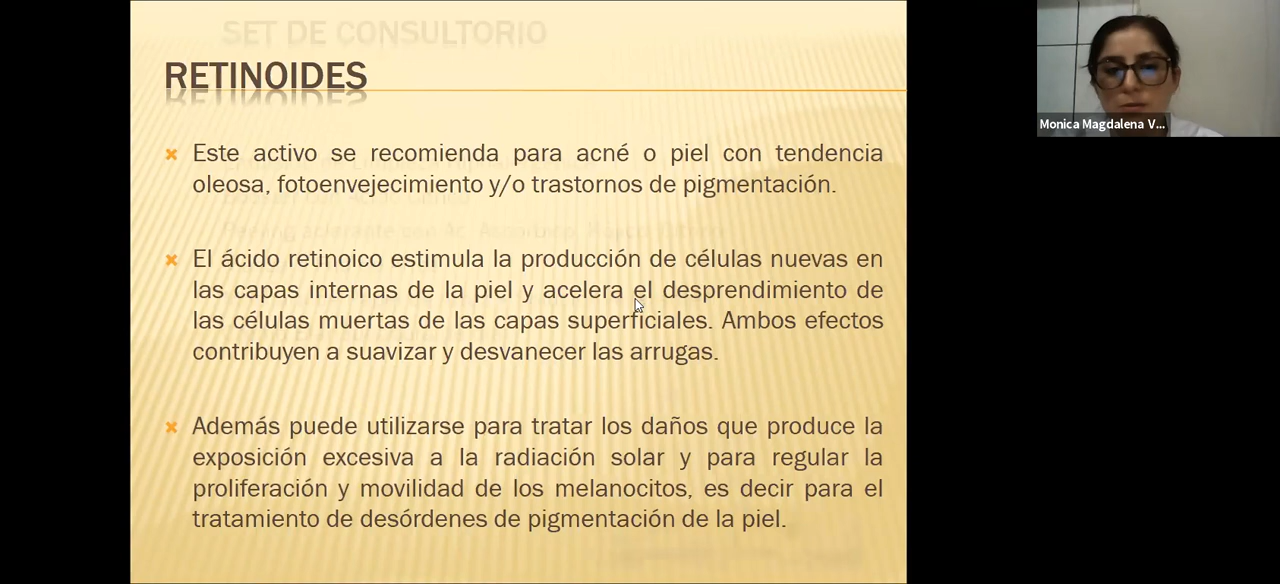 SET DE CONSULTORIO
RETINOIDES
Este activo se recomienda para acné o piel con tendencia
oleosa, fotoenvejecimiento y/o trastornos de pigmentación.
El ácido retinoico estimula la producción de células nuevas en
las capas internas de la piel y acelera el desprendimiento de
las células muertas de las capas superficiales. Ambos efectos
contribuyen a suavizar y desvanecer las arrugas.
Además puede utilizarse para tratar los daños que produce la
exposición excesiva a la radiación solar y para regular la
proliferación y movilidad de los melanocitos, es decir para el
tratamiento de desórdenes de pigmentación de la piel.
Monica Magdalena V...